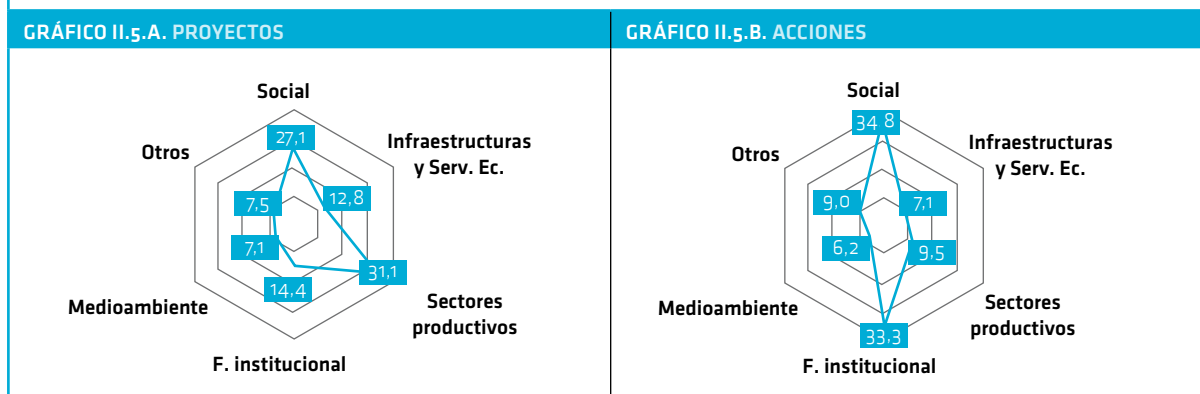 GRÁFICO II.5.A. PROYECTOS
Social
27,1
Otros
Infraestructuras
y Serv. Ec.
7,5
12,8
7,1
31,1
14,4
Medioambiente
Sectores
productivos
F. institucional
GRÁFICO II.5.B. ACCIONES
Social
34 8
Otros
Infraestructuras
y Serv. Ec.
9,0
7,1
6,2
9,5
Medioambiente
Sectores
productivos
33,3
F. institucional